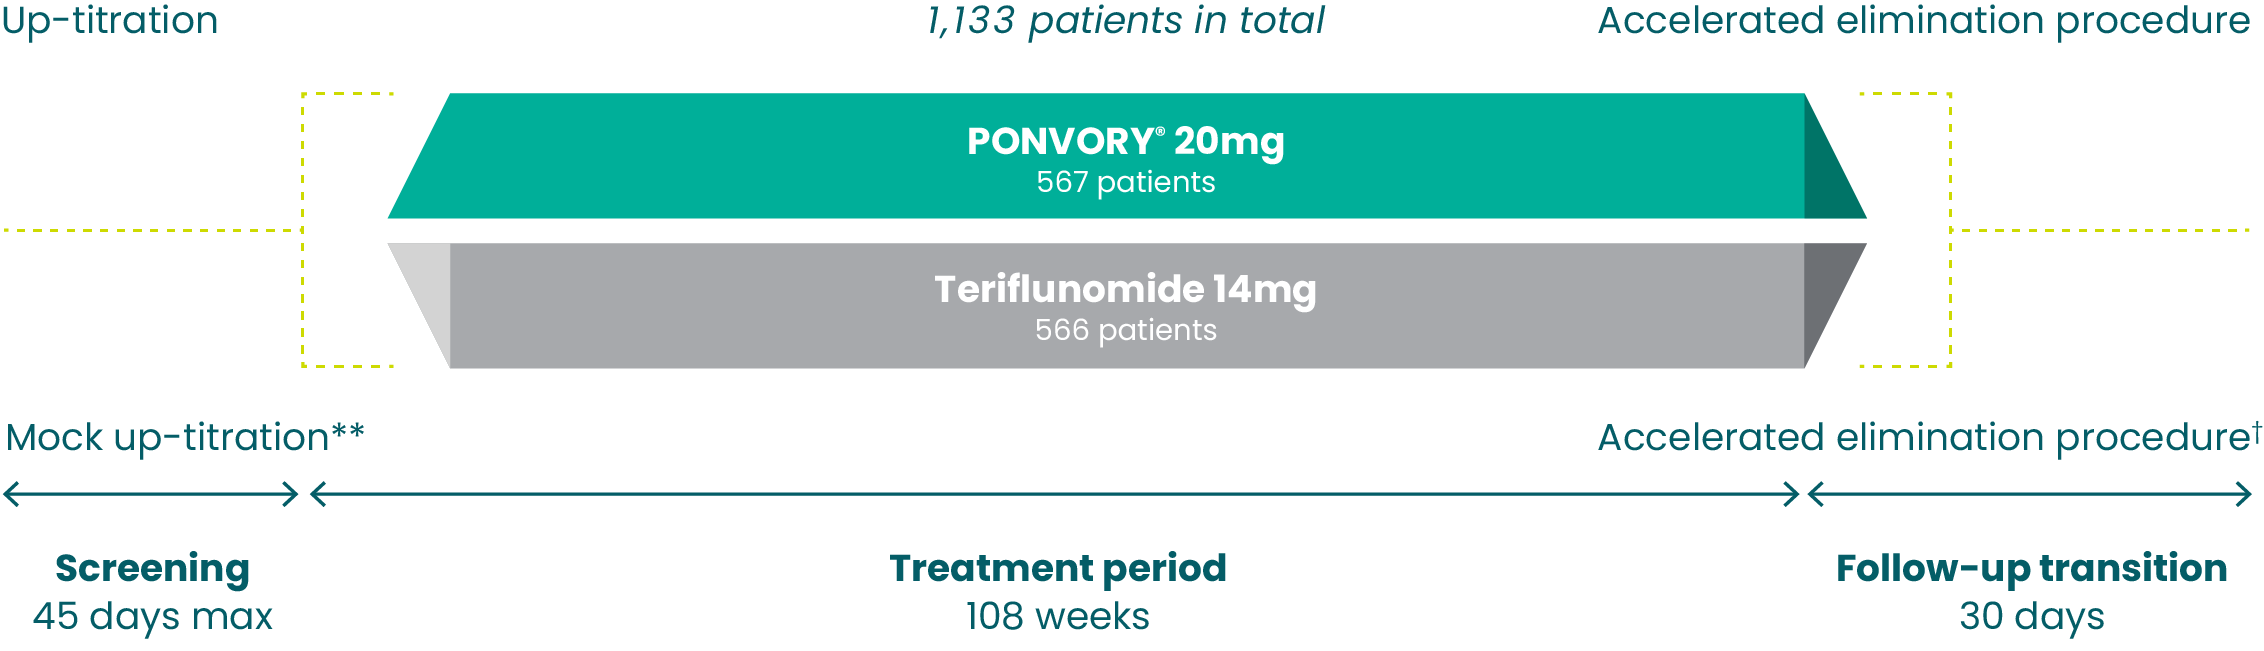 Up-titration
1,133 patients in total
Accelerated elimination procedure
PONVORY® 20mg
567 patients
Teriflunomide 14mg
566 patients
Mock up-titration**
Accelerated elimination procedure†
Screening
45 days max
Treatment period
108 weeks
Follow-up transition
30 days